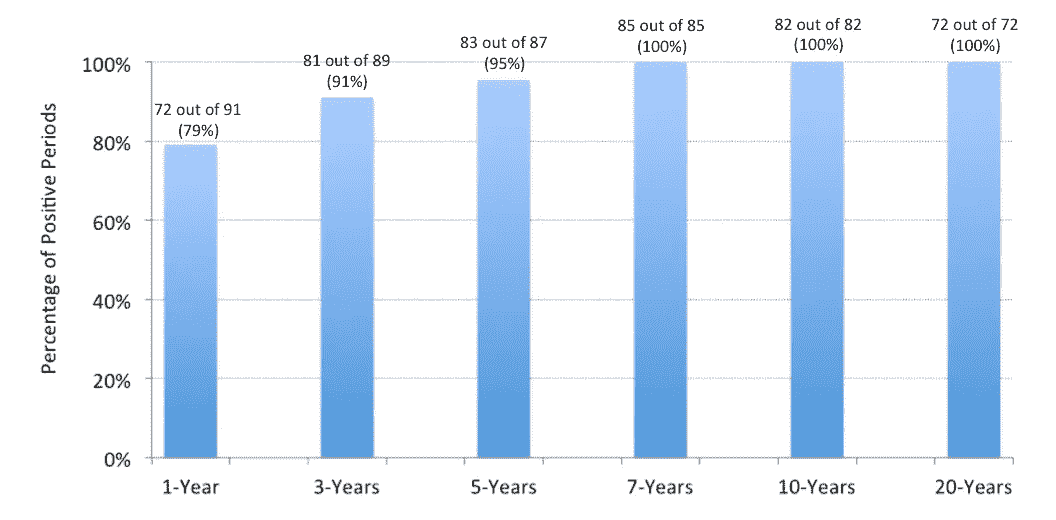 85 out of 85
(100%)
82 out of 82
(100%)
72 out of 72
(100%)
83 out of 87
(95%)
81 out of 89
(91%)
72 out of 91
(79%)
100%
80%
60%
40%
20%
0%
Percentage of Positive Periods
1-Year
3-Years
5-Years
7-Years
10-Years
20-Years